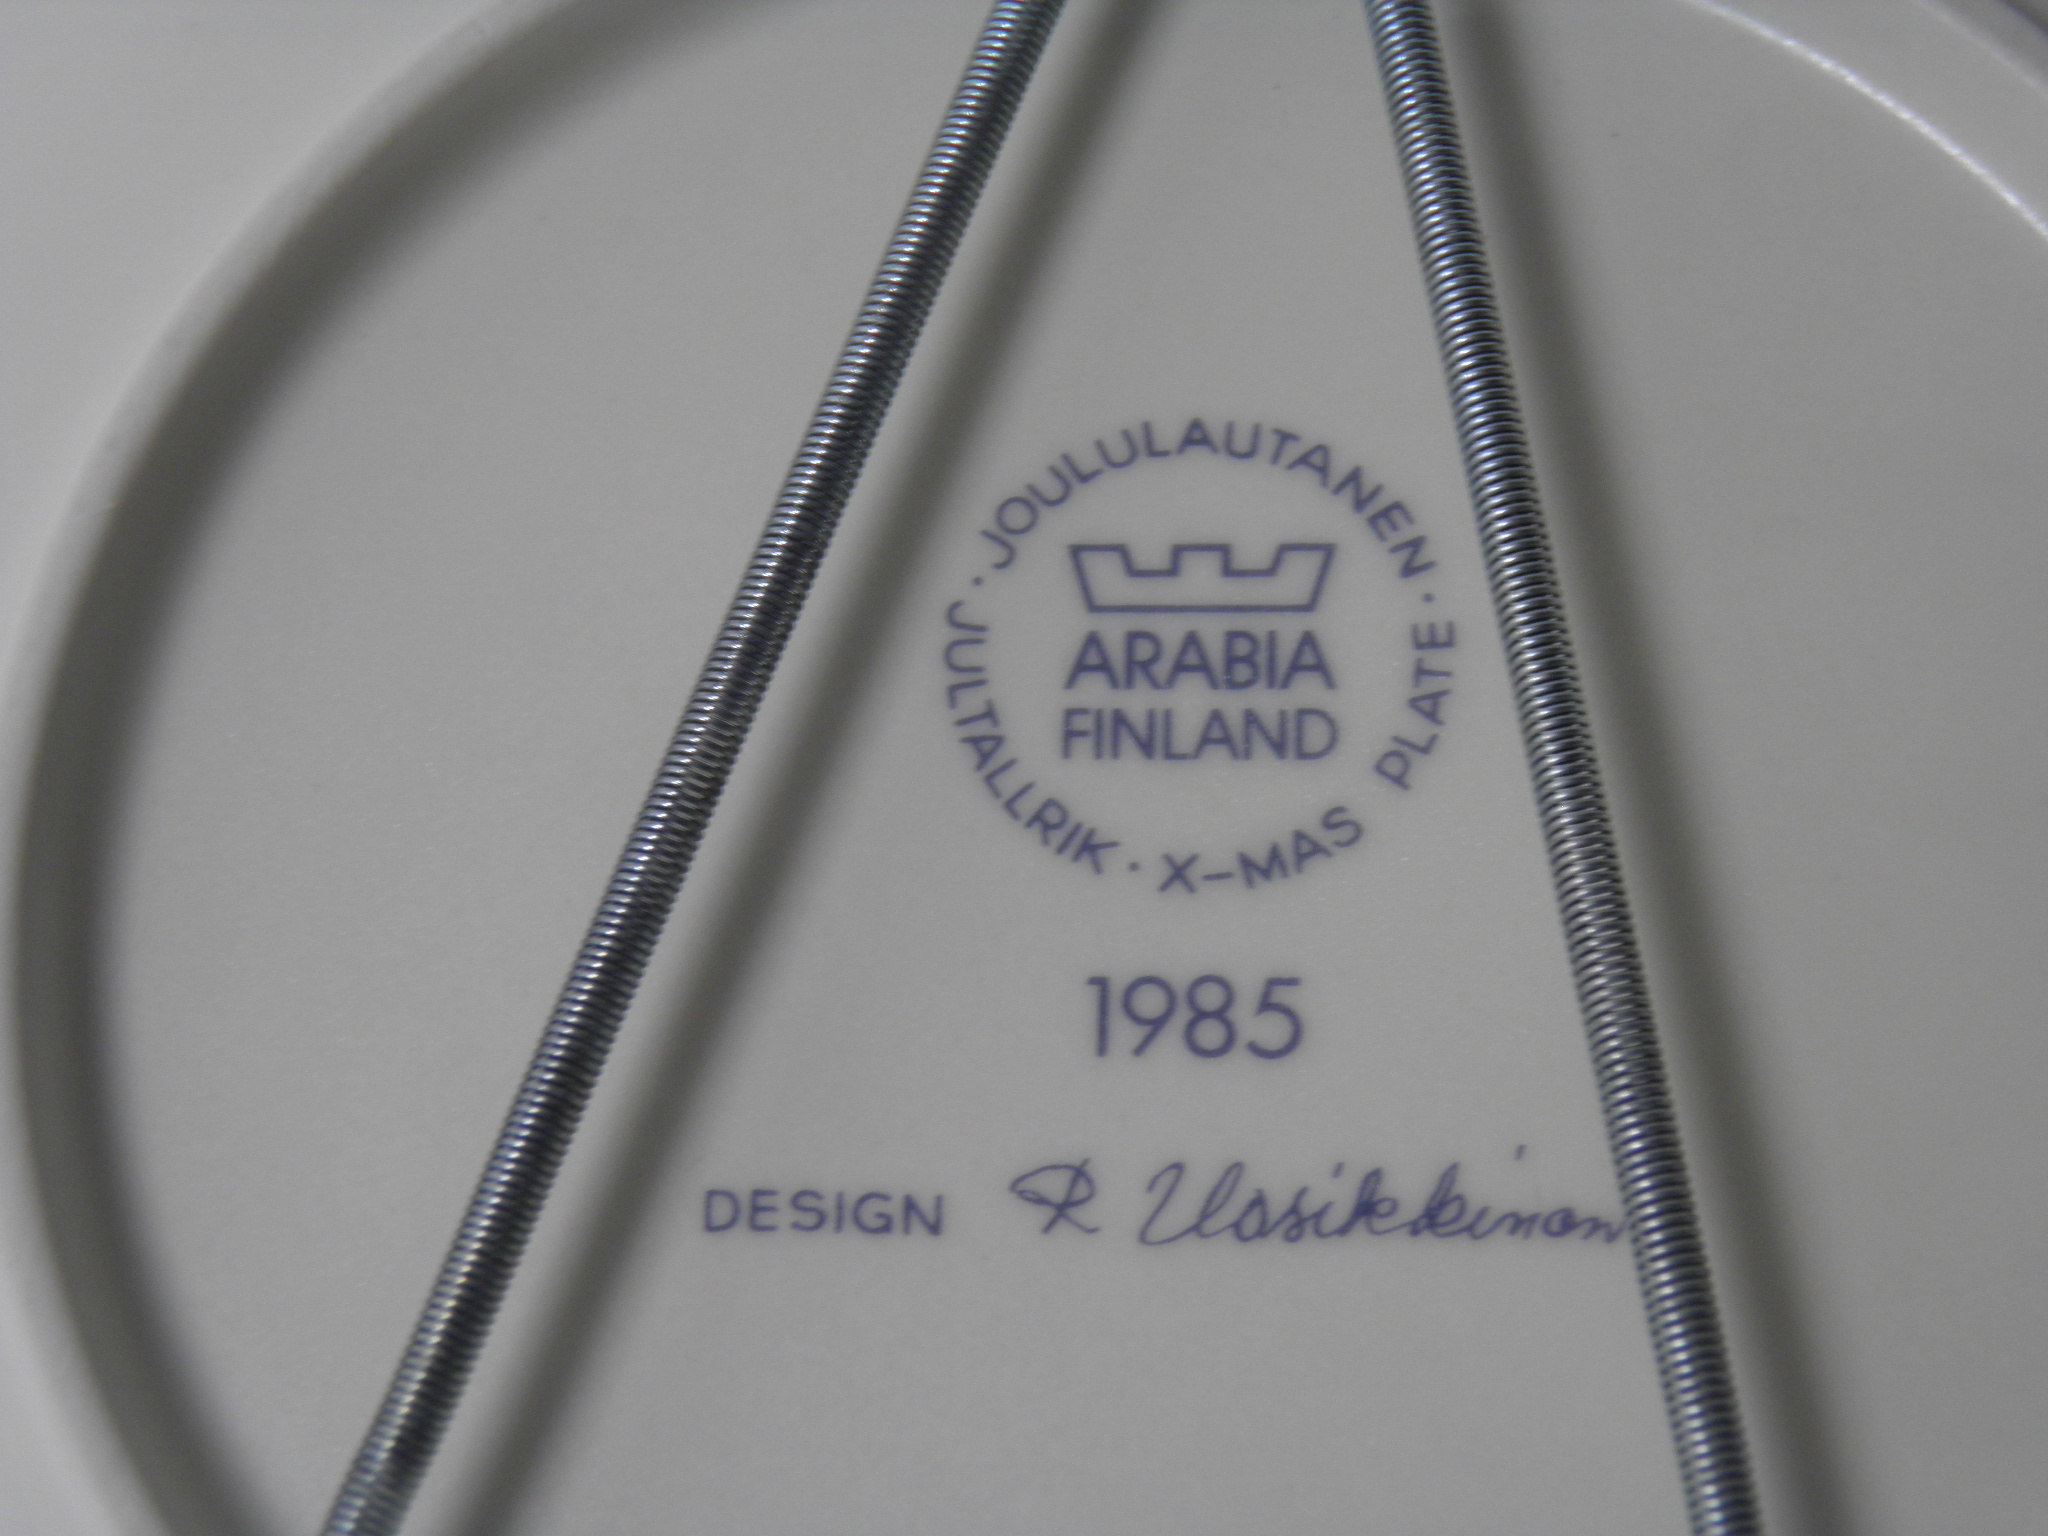 · JOULULAUTANEN ·
JULTALLRIK · X-MAS PLATE
ARABIA
FINLAND
1985
DESIGN R Uosikkinen